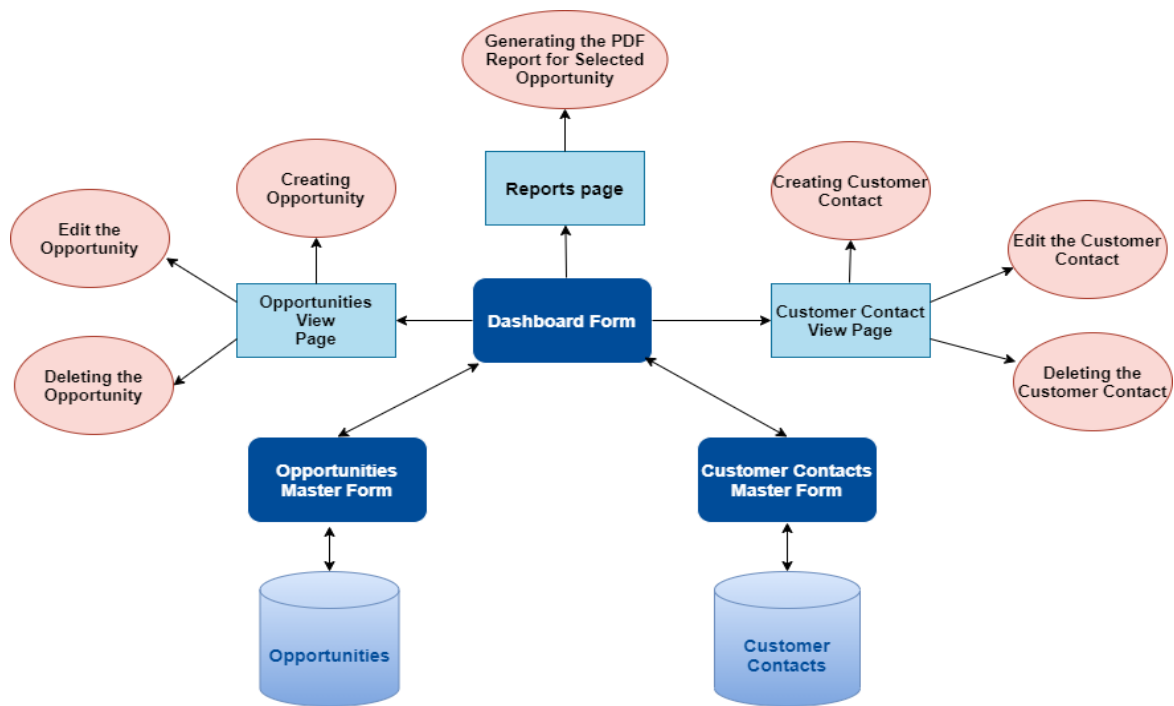 Generating the PDF
Report for Selected
Opportunity
Creating
Opportunity
Reports page
Creating Customer
Contact
Edit the
Opportunity
Edit the Customer
Contact
Opportunities
View
Page
Dashboard Form
Customer Contact
View Page
Deleting the
Opportunity
Deleting the
Customer Contact
Opportunities
Master Form
Customer Contacts
Master Form
Opportunities
Customer
Contacts